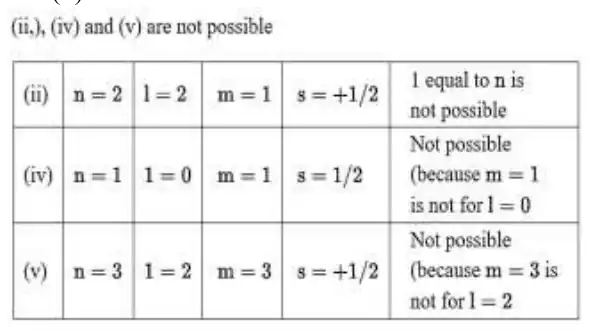 (ii,), (iv) and (v) are not possible
(ii) n = 2 l = 2 m = 1 s = +1/2 1 equal to n is
not possible
(iv) n = 1 1 = 0 m = 1 s = 1/2 Not possible
(because m = 1
is not for l = 0
(v) n = 3 1 = 2 m = 3 s = +1/2 Not possible
(because m = 3 is
not for l = 2